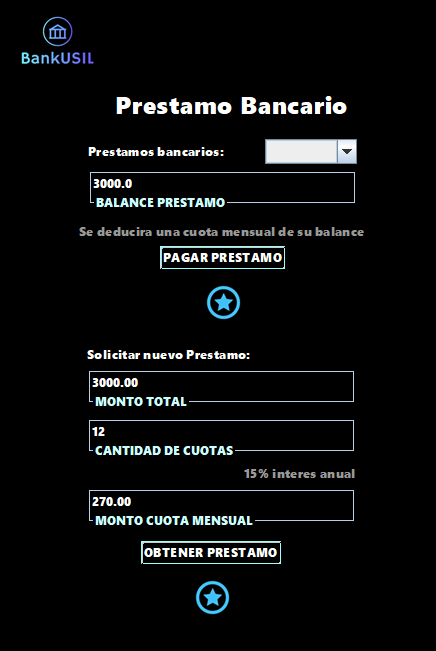 BankUSIL
Prestamo Bancario
Prestamos bancarios:
3000.0
BALANCE PRESTAMO
Se deducira una cuota mensual de su balance
PAGAR PRESTAMO
Solicitar nuevo Prestamo:
3000.00
MONTO TOTAL
12
CANTIDAD DE CUOTAS
15% interes anual
270.00
MONTO CUOTA MENSUAL
OBTENER PRESTAMO